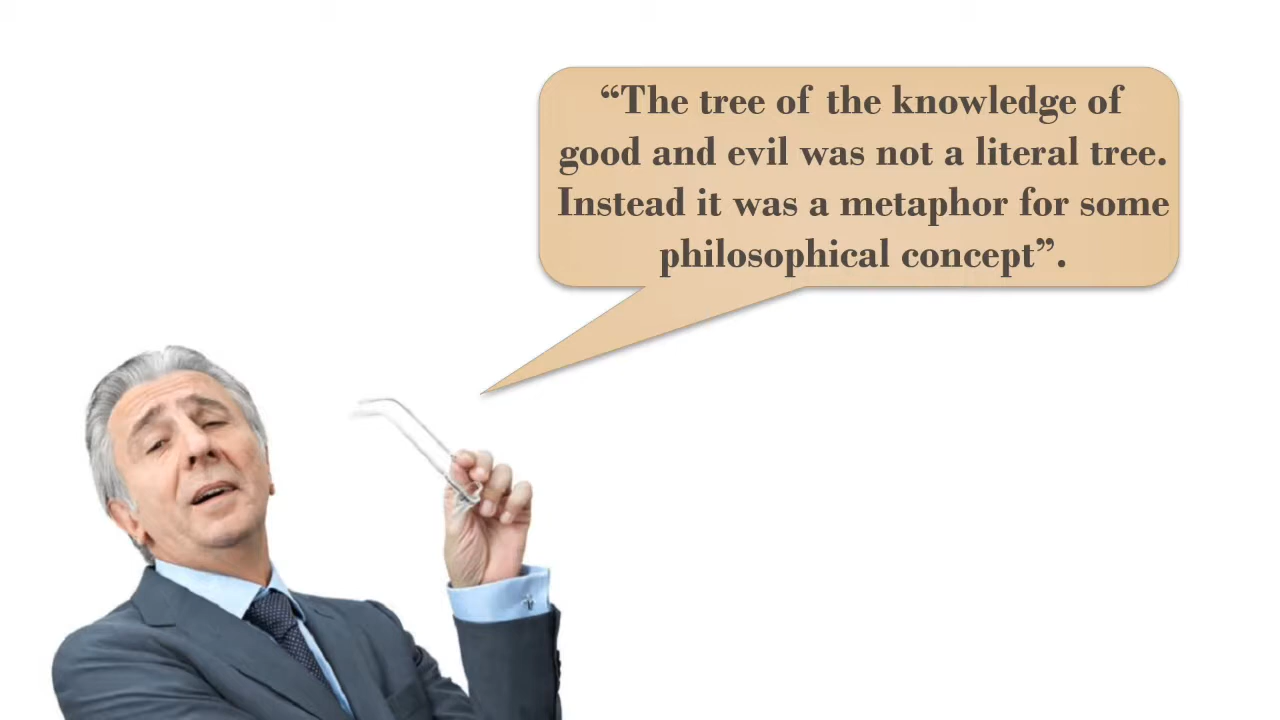 “The tree of the knowledge of
good and evil was not a literal tree.
Instead it was a metaphor for some
philosophical concept”.